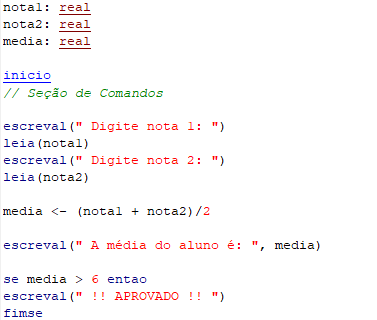 nota1: real
nota2: real
media: real
inicio
// Seção de Comandos
escreval(" Digite nota 1: ")
leia(nota1)
escreval(" Digite nota 2: ")
leia(nota2)
media <- (nota1 + nota2)/2
escreval(" A média do aluno é: ", media)
se media > 6 entao
escreval(" !! APROVADO !! ")
fimse